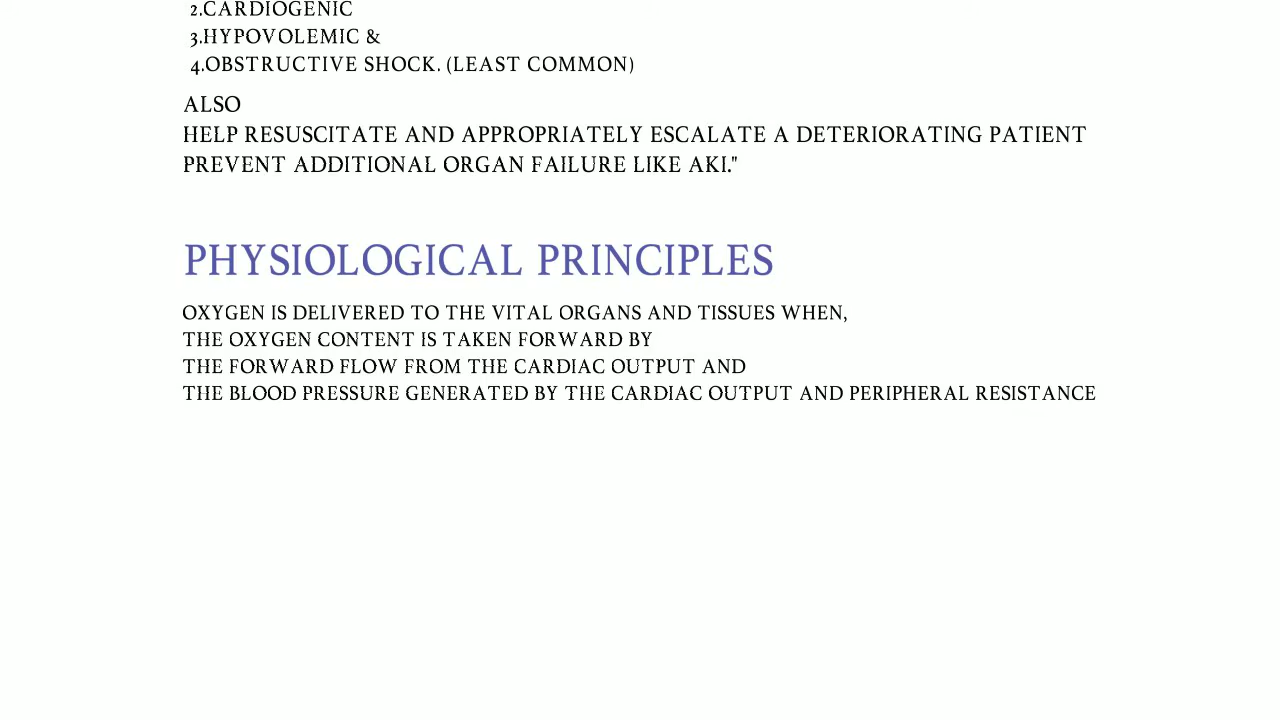 2.CARDIOGENIC
3.HYPOVOLEMIC &
4.OBSTRUCTIVE SHOCK. (LEAST COMMON)
ALSO
HELP RESUSCITATE AND APPROPRIATELY ESCALATE A DETERIORATING PATIENT
PREVENT ADDITIONAL ORGAN FAILURE LIKE AKI."
PHYSIOLOGICAL PRINCIPLES
OXYGEN IS DELIVERED TO THE VITAL ORGANS AND TISSUES WHEN,
THE OXYGEN CONTENT IS TAKEN FORWARD BY
THE FORWARD FLOW FROM THE CARDIAC OUTPUT AND
THE BLOOD PRESSURE GENERATED BY THE CARDIAC OUTPUT AND PERIPHERAL RESISTANCE